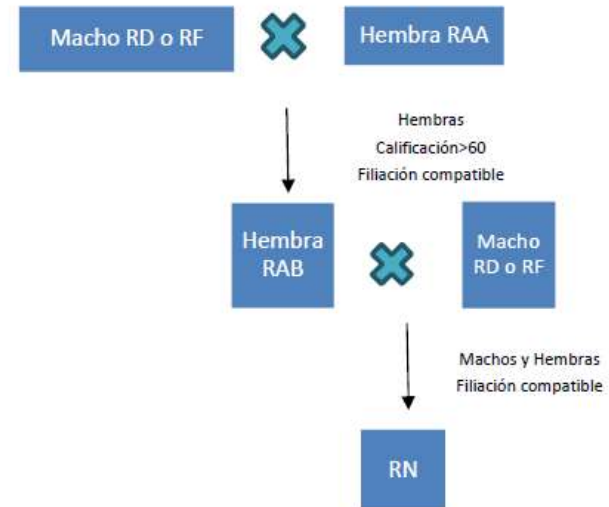 Macho RD o RF
Hembra RAA
Hembras
Calificación>60
Filiación compatible
Hembra
RAB
Macho
RD o RF
Machos y Hembras
Filiación compatible
RN